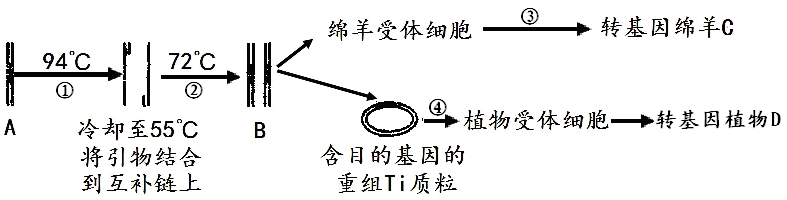 94℃
①
72℃
②
A
B
冷却至55℃
将引物结合
到互补链上
绵羊受体细胞
③
转基因绵羊C
④
植物受体细胞
转基因植物D
含目的基因的
重组Ti质粒